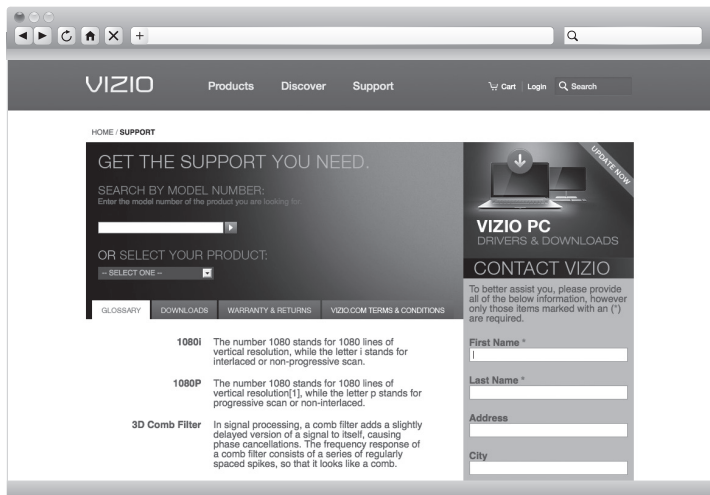 VIZIO
Products Discover Support
Cart Login Search
HOME / SUPPORT
GET THE SUPPORT YOU NEED.
SEARCH BY MODEL NUMBER:
Enter the model number of the product you are looking for.
OR SELECT YOUR PRODUCT:
-- SELECT ONE --
UPDATE NOW
VIZIO PC
DRIVERS & DOWNLOADS
GLOSSARY DOWNLOADS WARRANTY & RETURNS VIZIO.COM TERMS & CONDITIONS
1080i The number 1080 stands for 1080 lines of
vertical resolution, while the letter i stands for
interlaced or non-progressive scan.
1080P The number 1080 stands for 1080 lines of
vertical resolution[1], while the letter p stands for
progressive scan or non-interlaced.
3D Comb Filter In signal processing, a comb filter adds a slightly
delayed version of a signal to itself, causing
phase cancellations. The frequency response of
a comb filter consists of a series of regularly
spaced spikes, so that it looks like a comb.
CONTACT VIZIO
To better assist you, please provide
all of the below information, however
only those items marked with an (*)
are required.
First Name *
Last Name *
Address
City